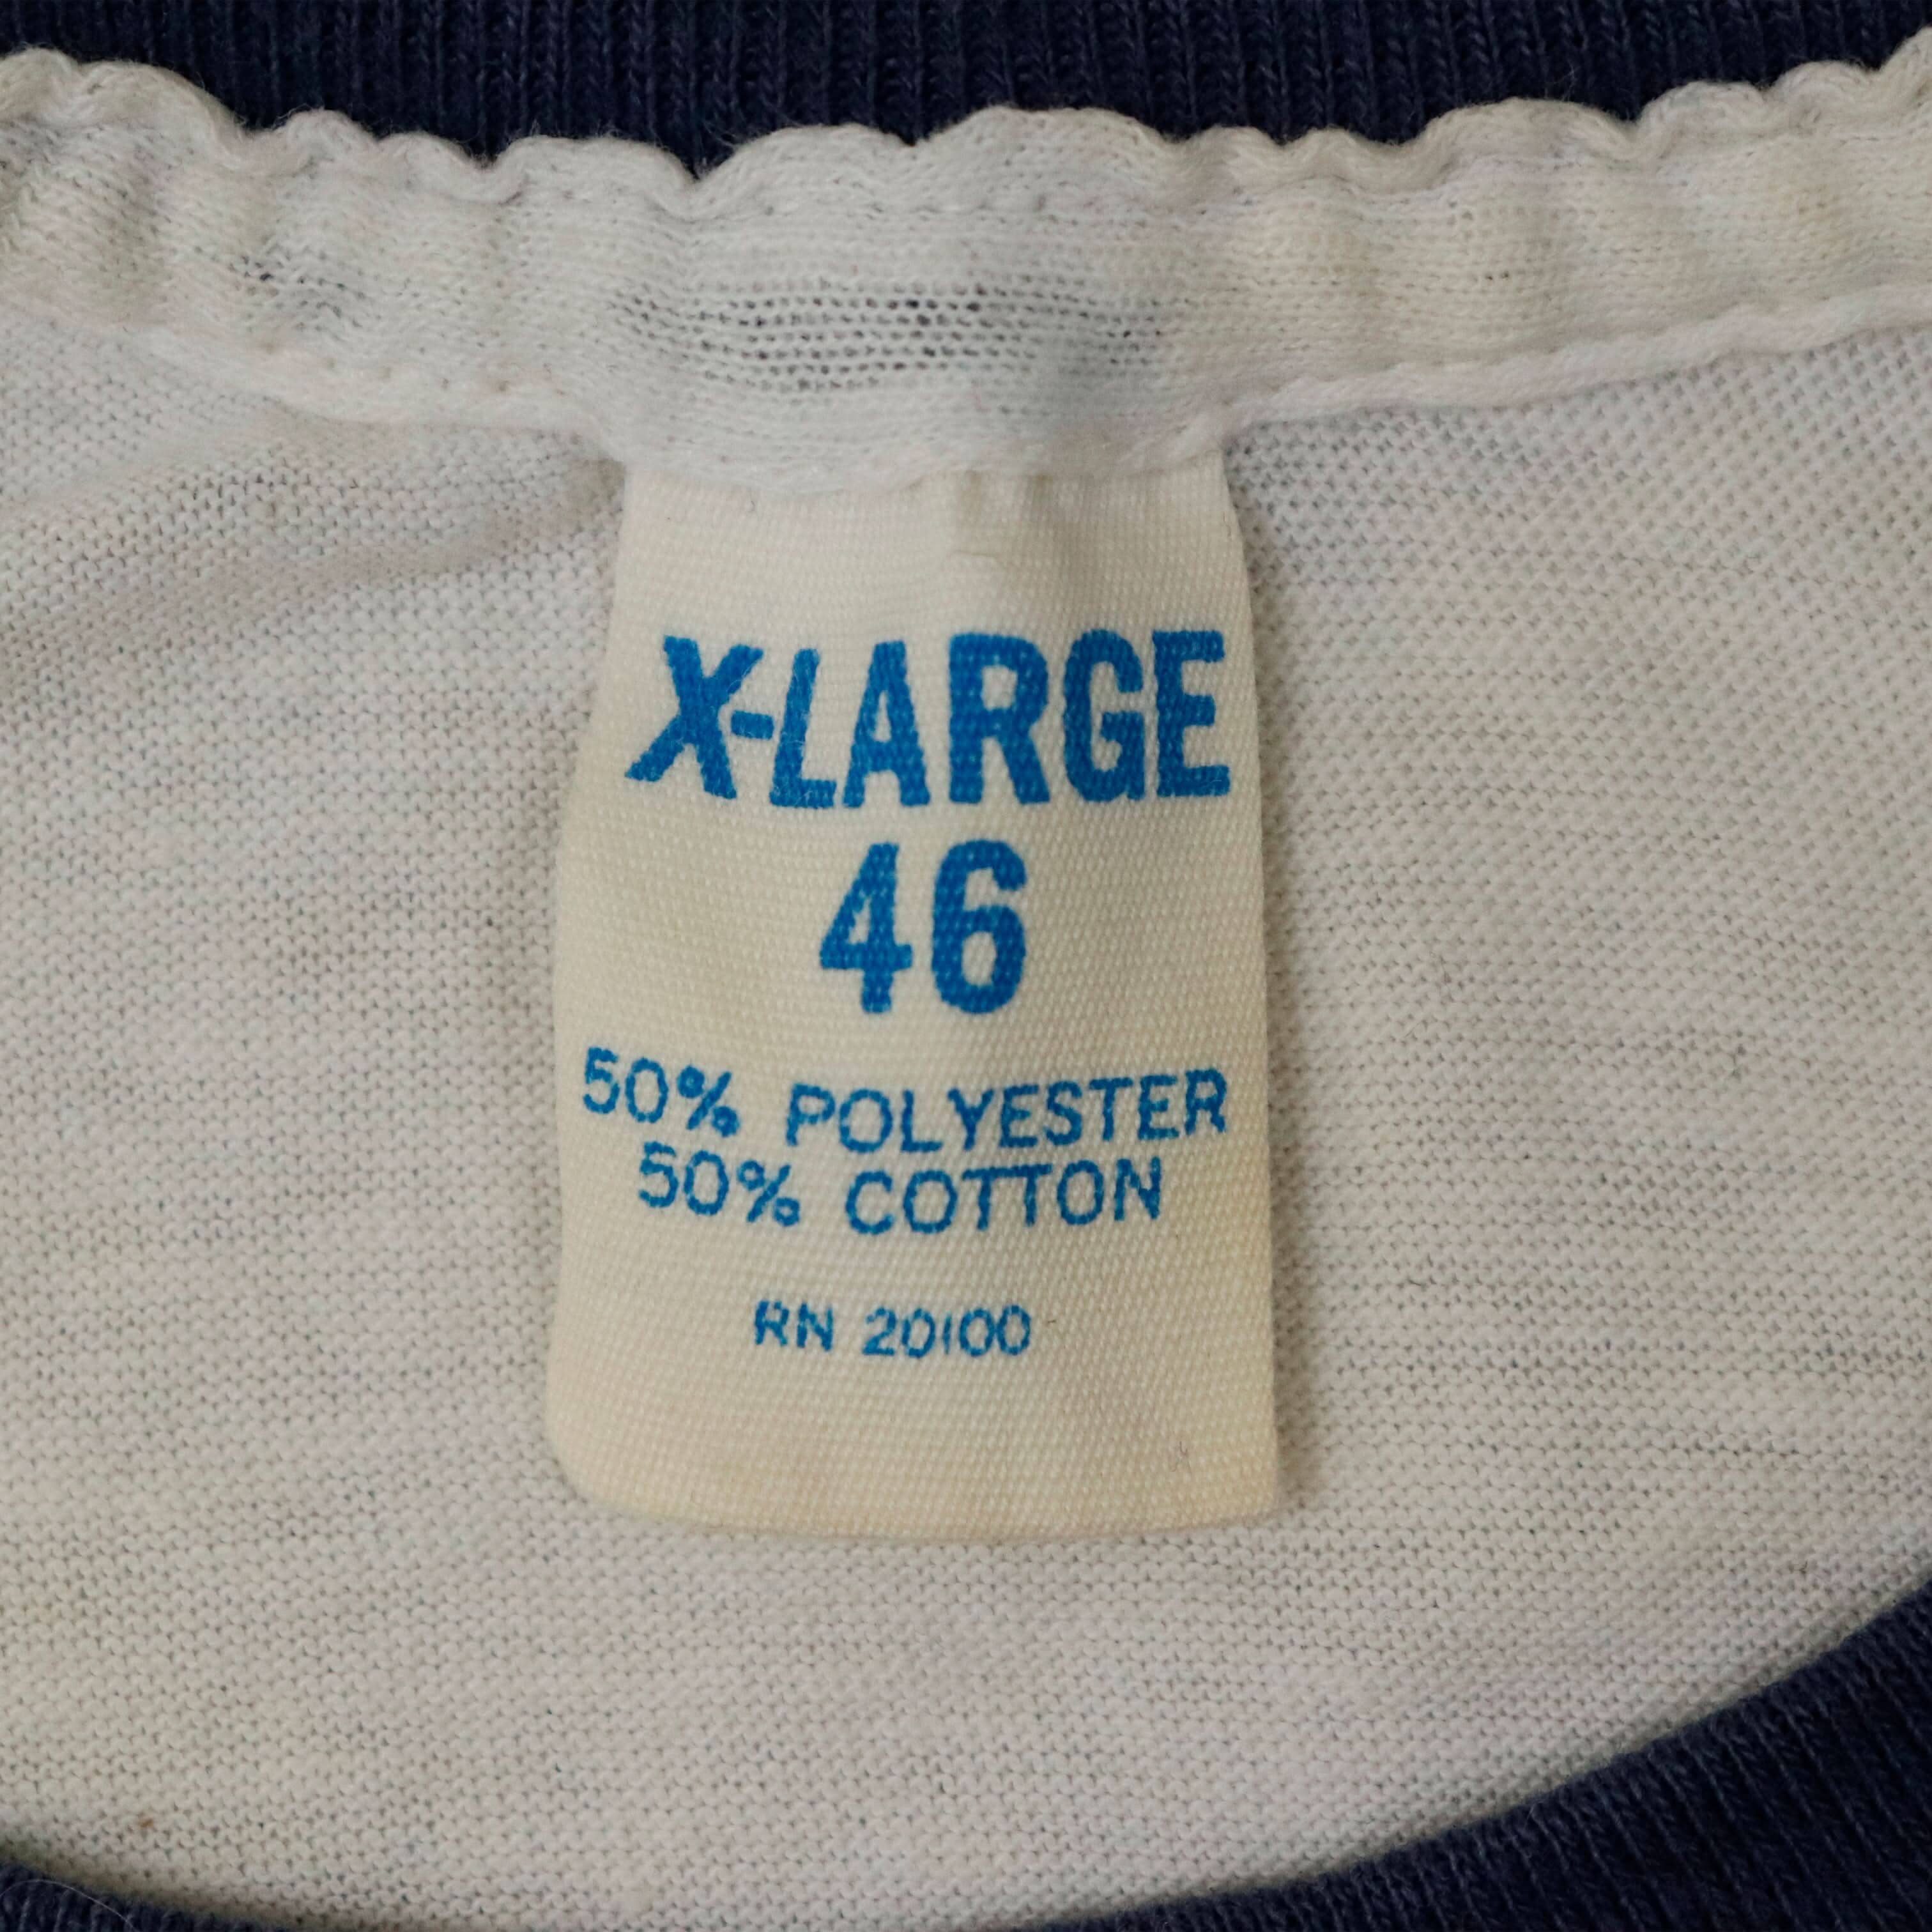 X-LARGE
46
50% POLYESTER
50% COTTON
RN 20100